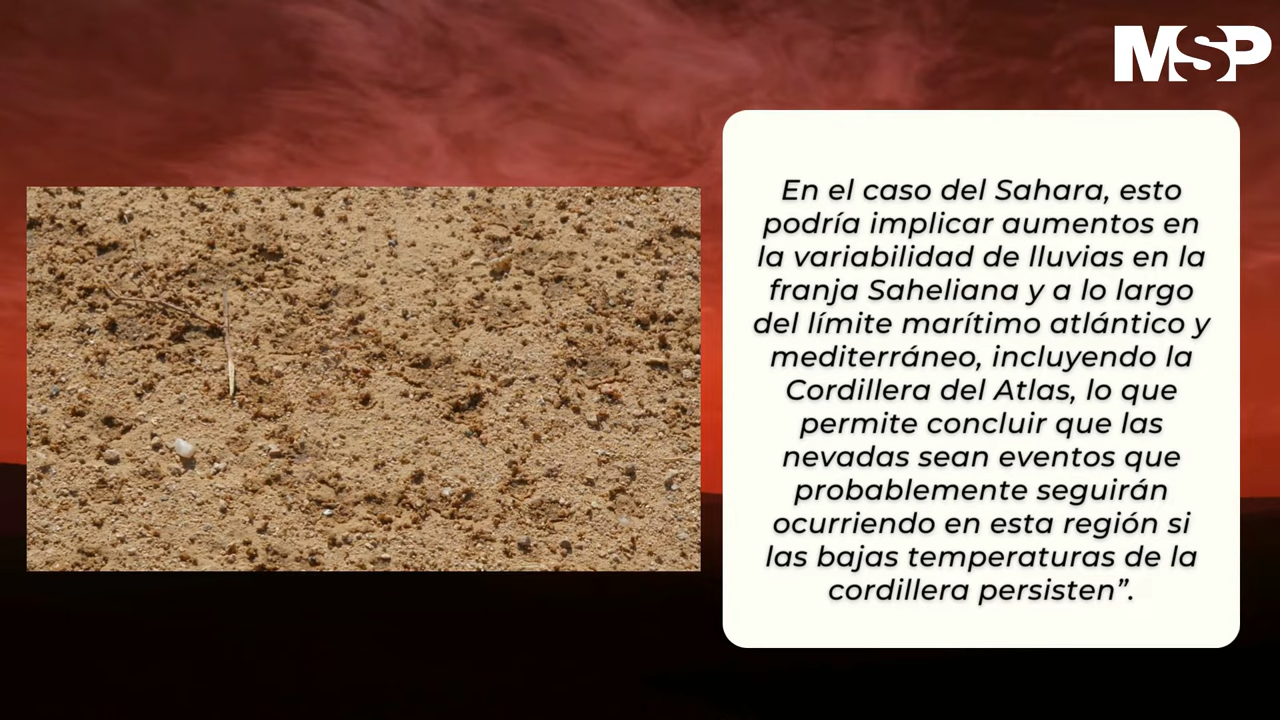 MSP
En el caso del Sahara, esto
podría implicar aumentos en
la variabilidad de lluvias en la
franja Saheliana y a lo largo
del límite marítimo atlántico y
mediterráneo, incluyendo la
Cordillera del Atlas, lo que
permite concluir que las
nevadas sean eventos que
probablemente seguirán
ocurriendo en esta región si
las bajas temperaturas de la
cordillera persisten”.